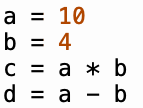 a = 10
b = 4
c = a * b
d = a - b